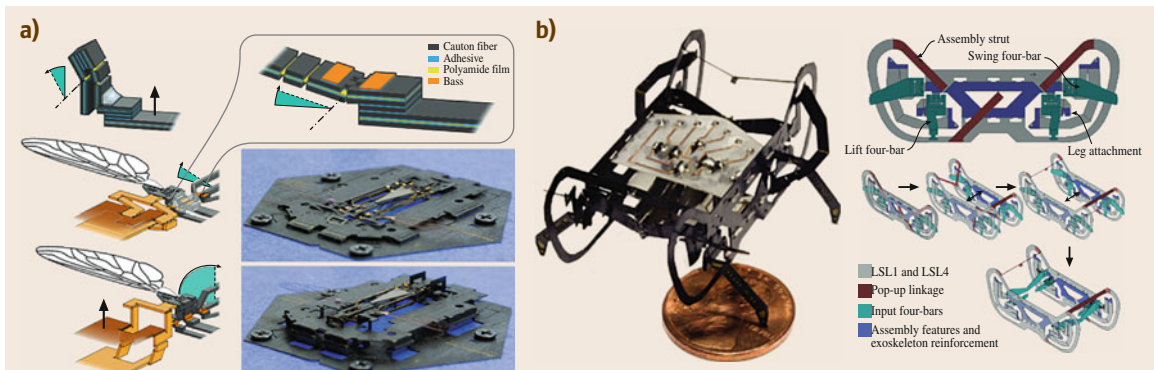 a)
Cauton fiber
Adhesive
Polyamide film
Bass
b)
Assembly strut
Swing four-bar
Lift four-bar
Leg attachment
LSL1 and LSL4
Pop-up linkage
Input four-bars
Assembly features and
exoskeleton reinforcement